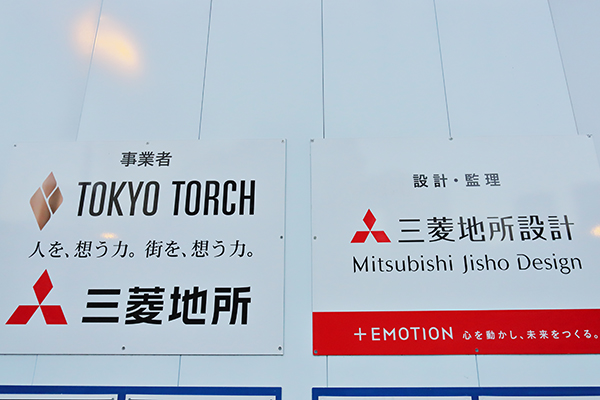 事業者
TOKYO TORCH
人を、想う力。街を、想う力。
三菱地所
設計・監理
三菱地所設計
Mitsubishi Jisho Design
+EMOTION 心を動かし、未来をつくる。